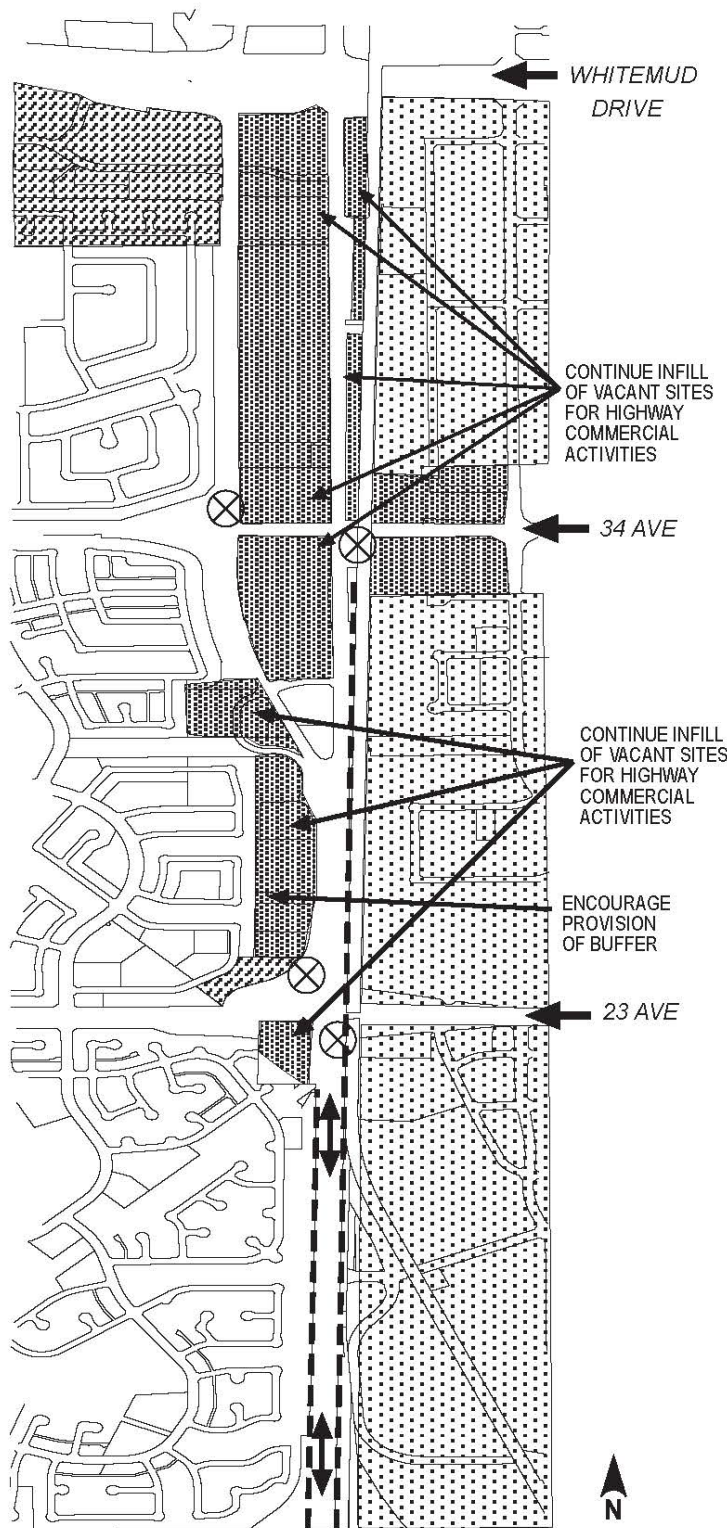 WHITEMUD
DRIVE
CONTINUE INFILL
OF VACANT SITES
FOR HIGHWAY
COMMERCIAL
ACTIVITIES
34 AVE
CONTINUE INFILL
OF VACANT SITES
FOR HIGHWAY
COMMERCIAL
ACTIVITIES
ENCOURAGE
PROVISION
OF BUFFER
23 AVE
N